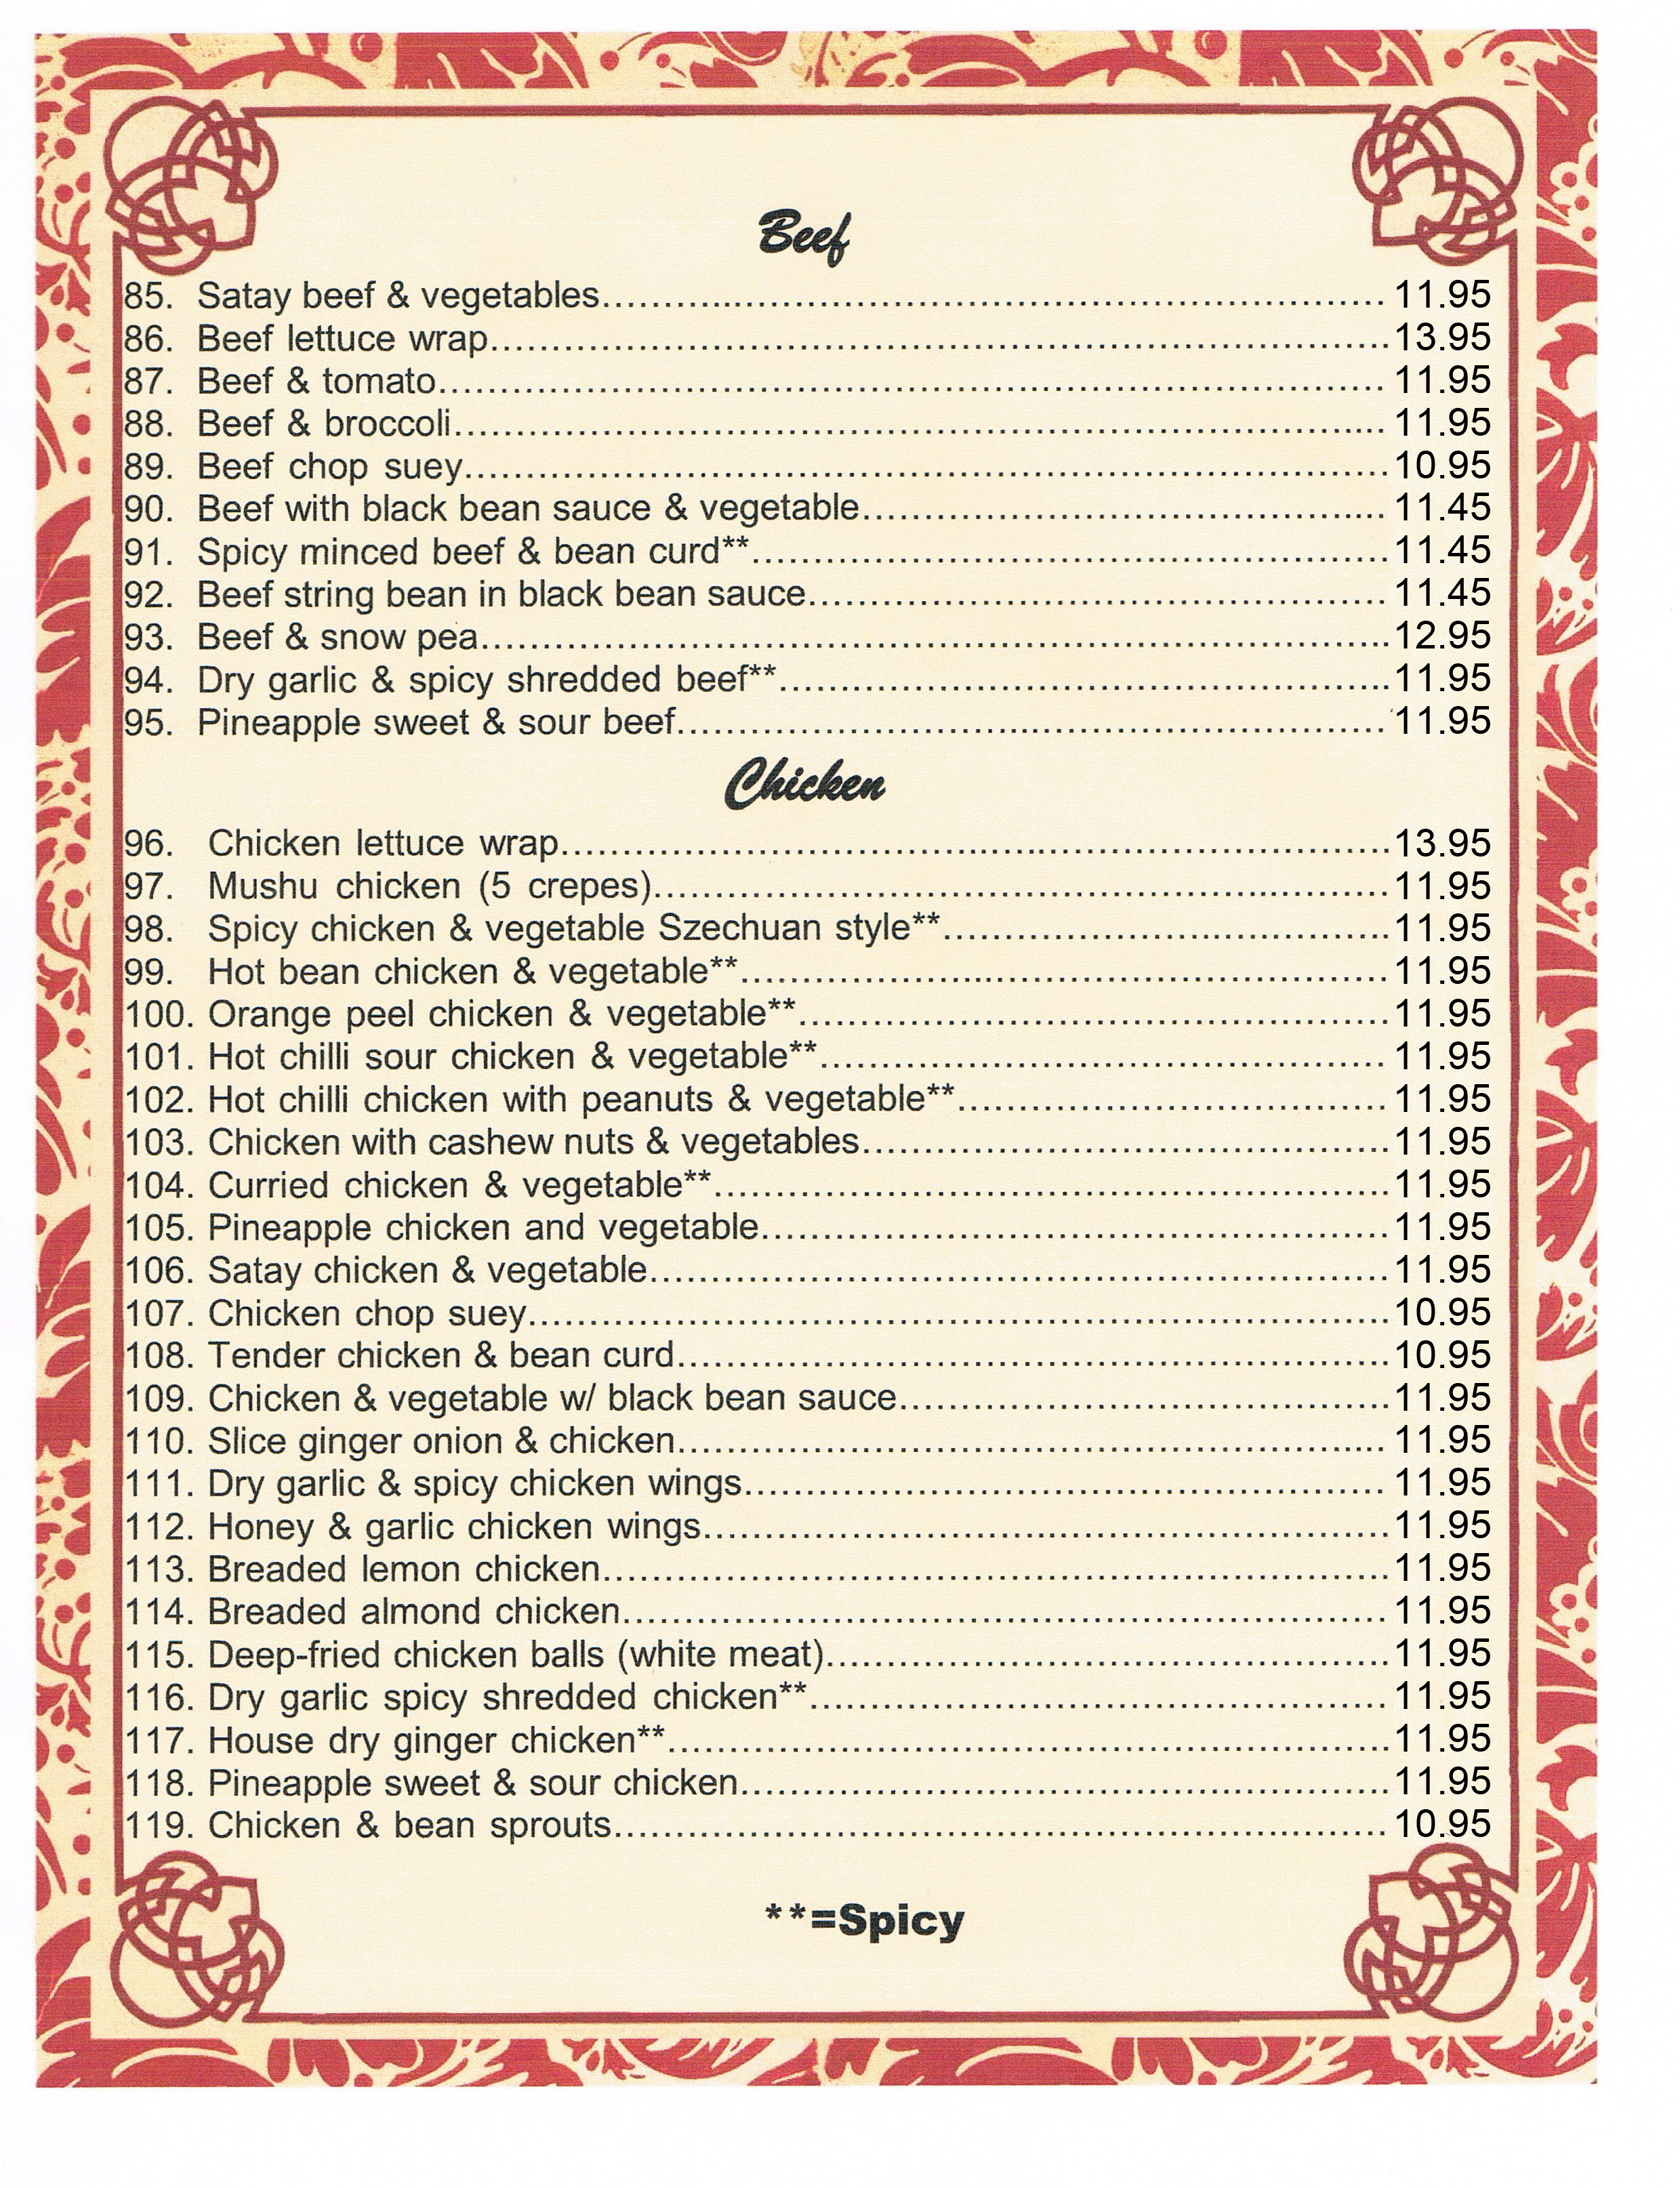 Beef
85. Satay beef & vegetables 11.95
86. Beef lettuce wrap 13.95
87. Beef & tomato 11.95
88. Beef & broccoli 11.95
89. Beef chop suey 10.95
90. Beef with black bean sauce & vegetable 11.45
91. Spicy minced beef & bean curd** 11.45
92. Beef string bean in black bean sauce 11.45
93. Beef & snow pea 12.95
94. Dry garlic & spicy shredded beef** 11.95
95. Pineapple sweet & sour beef 11.95
Chicken
96. Chicken lettuce wrap 13.95
97. Mushu chicken (5 crepes) 11.95
98. Spicy chicken & vegetable Szechuan style** 11.95
99. Hot bean chicken & vegetable** 11.95
100. Orange peel chicken & vegetable** 11.95
101. Hot chilli sour chicken & vegetable** 11.95
102. Hot chilli chicken with peanuts & vegetable** 11.95
103. Chicken with cashew nuts & vegetables 11.95
104. Curried chicken & vegetable** 11.95
105. Pineapple chicken and vegetable 11.95
106. Satay chicken & vegetable 11.95
107. Chicken chop suey 10.95
108. Tender chicken & bean curd 10.95
109. Chicken & vegetable w/ black bean sauce 11.95
110. Slice ginger onion & chicken 11.95
111. Dry garlic & spicy chicken wings 11.95
112. Honey & garlic chicken wings 11.95
113. Breaded lemon chicken 11.95
114. Breaded almond chicken 11.95
115. Deep-fried chicken balls (white meat) 11.95
116. Dry garlic spicy shredded chicken** 11.95
117. House dry ginger chicken** 11.95
118. Pineapple sweet & sour chicken 11.95
119. Chicken & bean sprouts 10.95
**=Spicy